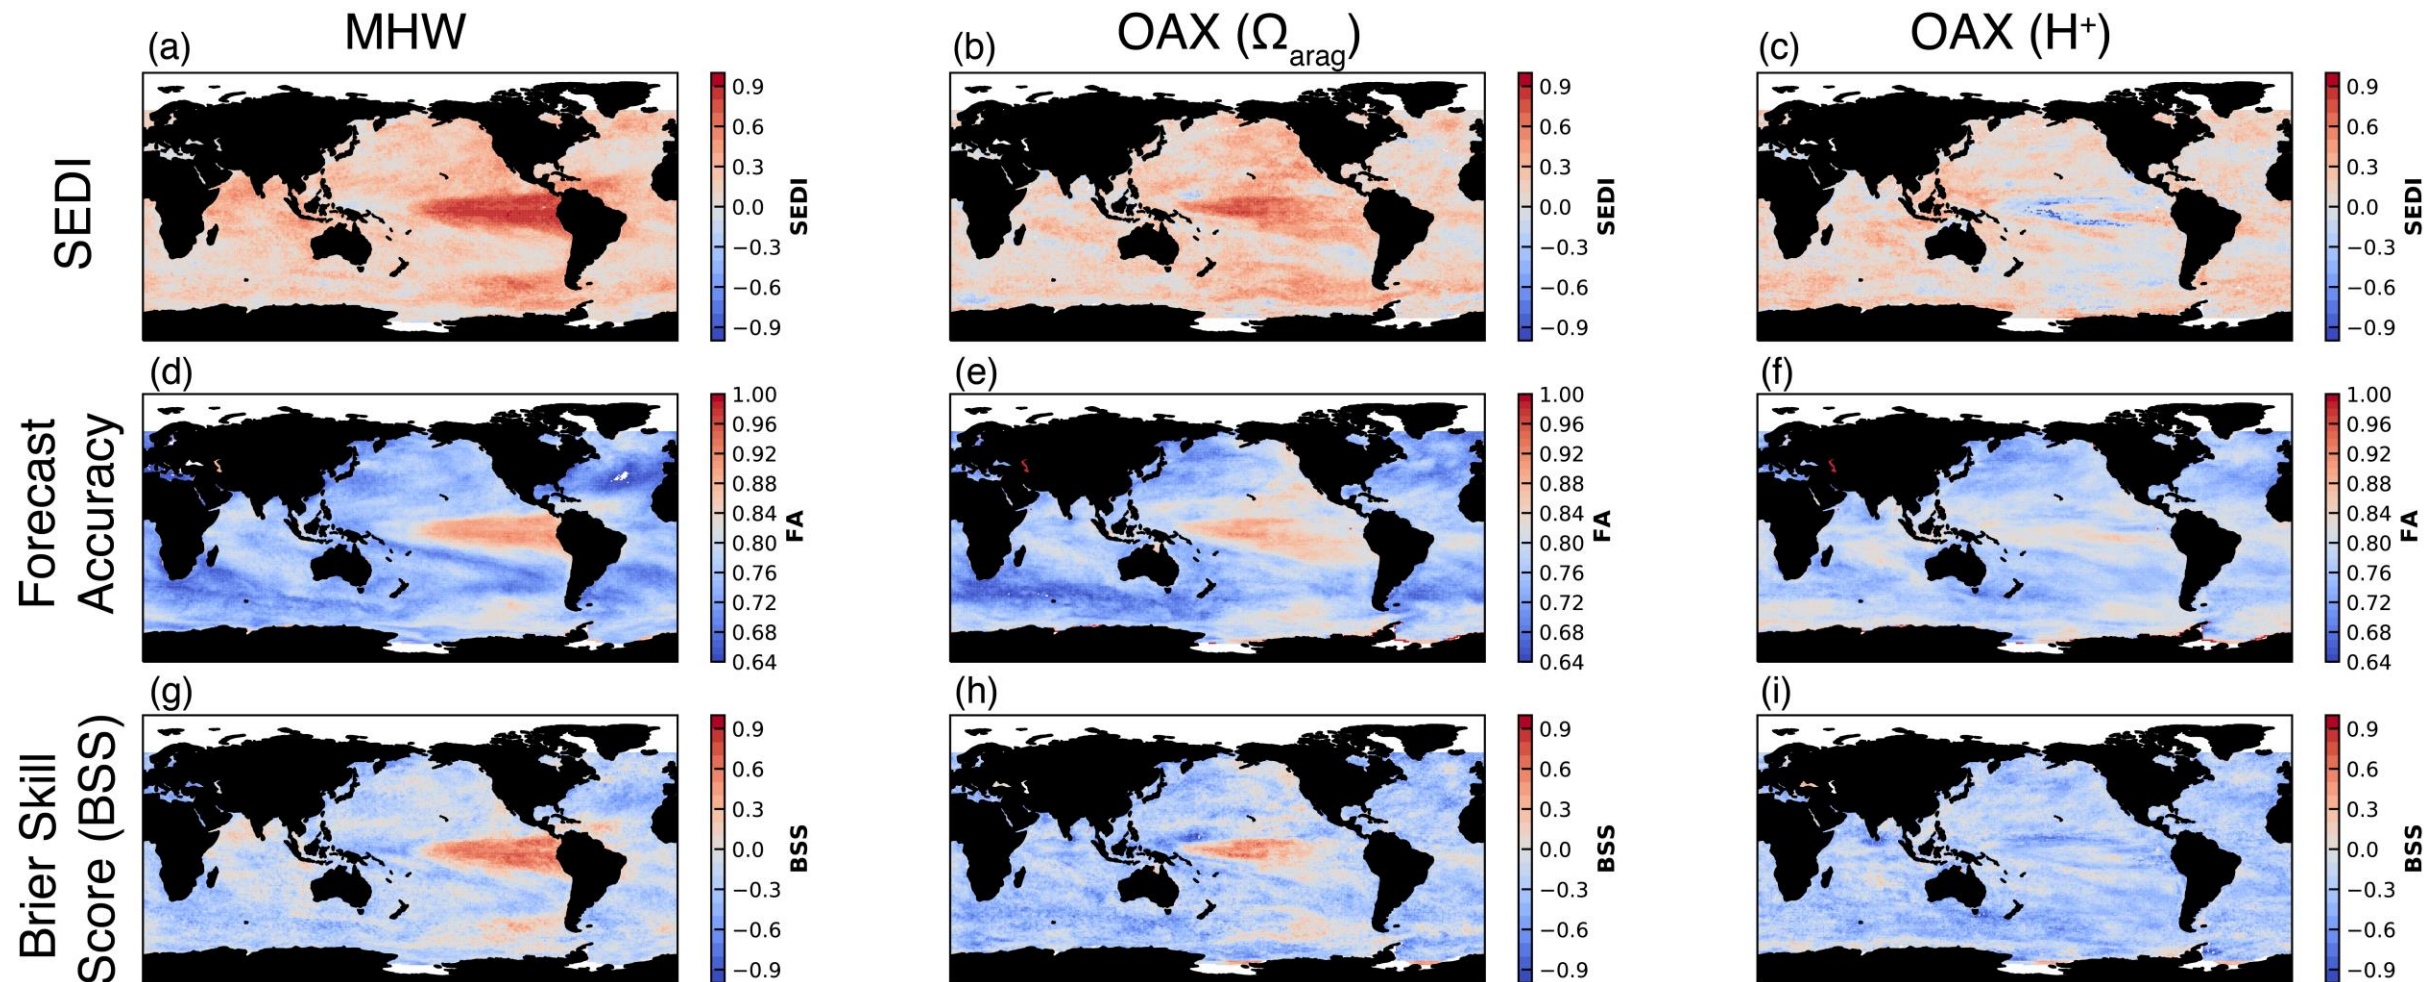 MHW
OAX (Ωarag)
OAX (H+)
SEDI
(a)
0.9
0.6
0.3
0.0
−0.3
−0.6
−0.9
SEDI
(b)
0.9
0.6
0.3
0.0
−0.3
−0.6
−0.9
SEDI
(c)
0.9
0.6
0.3
0.0
−0.3
−0.6
−0.9
SEDI
Forecast
Accuracy
(d)
1.00
0.96
0.92
0.88
0.84
0.80
0.76
0.72
0.68
0.64
FA
(e)
1.00
0.96
0.92
0.88
0.84
0.80
0.76
0.72
0.68
0.64
FA
(f)
1.00
0.96
0.92
0.88
0.84
0.80
0.76
0.72
0.68
0.64
FA
Brier Skill
Score (BSS)
(g)
0.9
0.6
0.3
0.0
−0.3
−0.6
−0.9
BSS
(h)
0.9
0.6
0.3
0.0
−0.3
−0.6
−0.9
BSS
(i)
0.9
0.6
0.3
0.0
−0.3
−0.6
−0.9
BSS